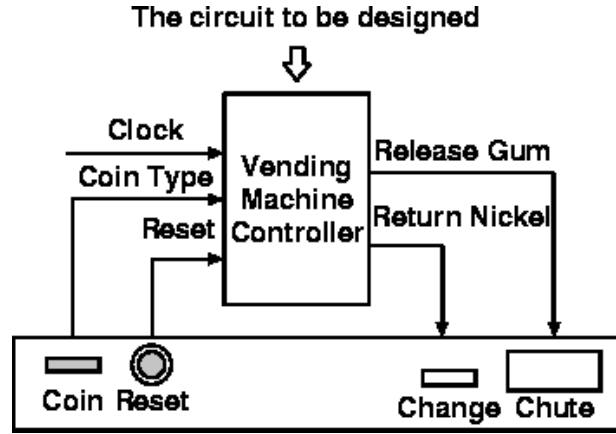 The circuit to be designed
Clock
Coin Type
Reset
Vending
Machine
Controller
Release Gum
Return Nickel
Coin Reset
Change Chute